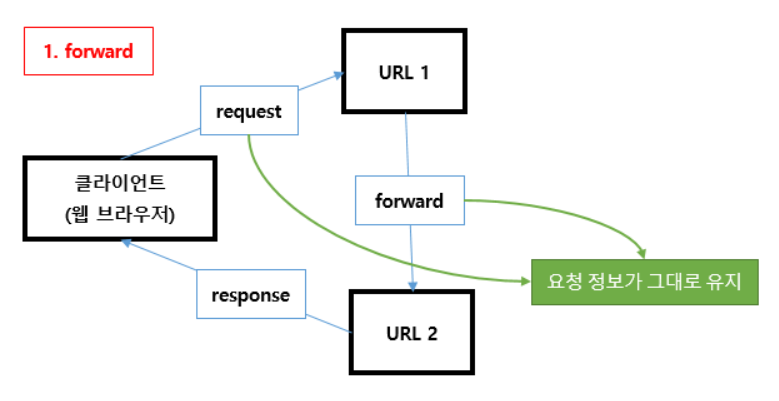 1. forward
URL 1
request
클라이언트
(웹 브라우저)
forward
요청 정보가 그대로 유지
response
URL 2